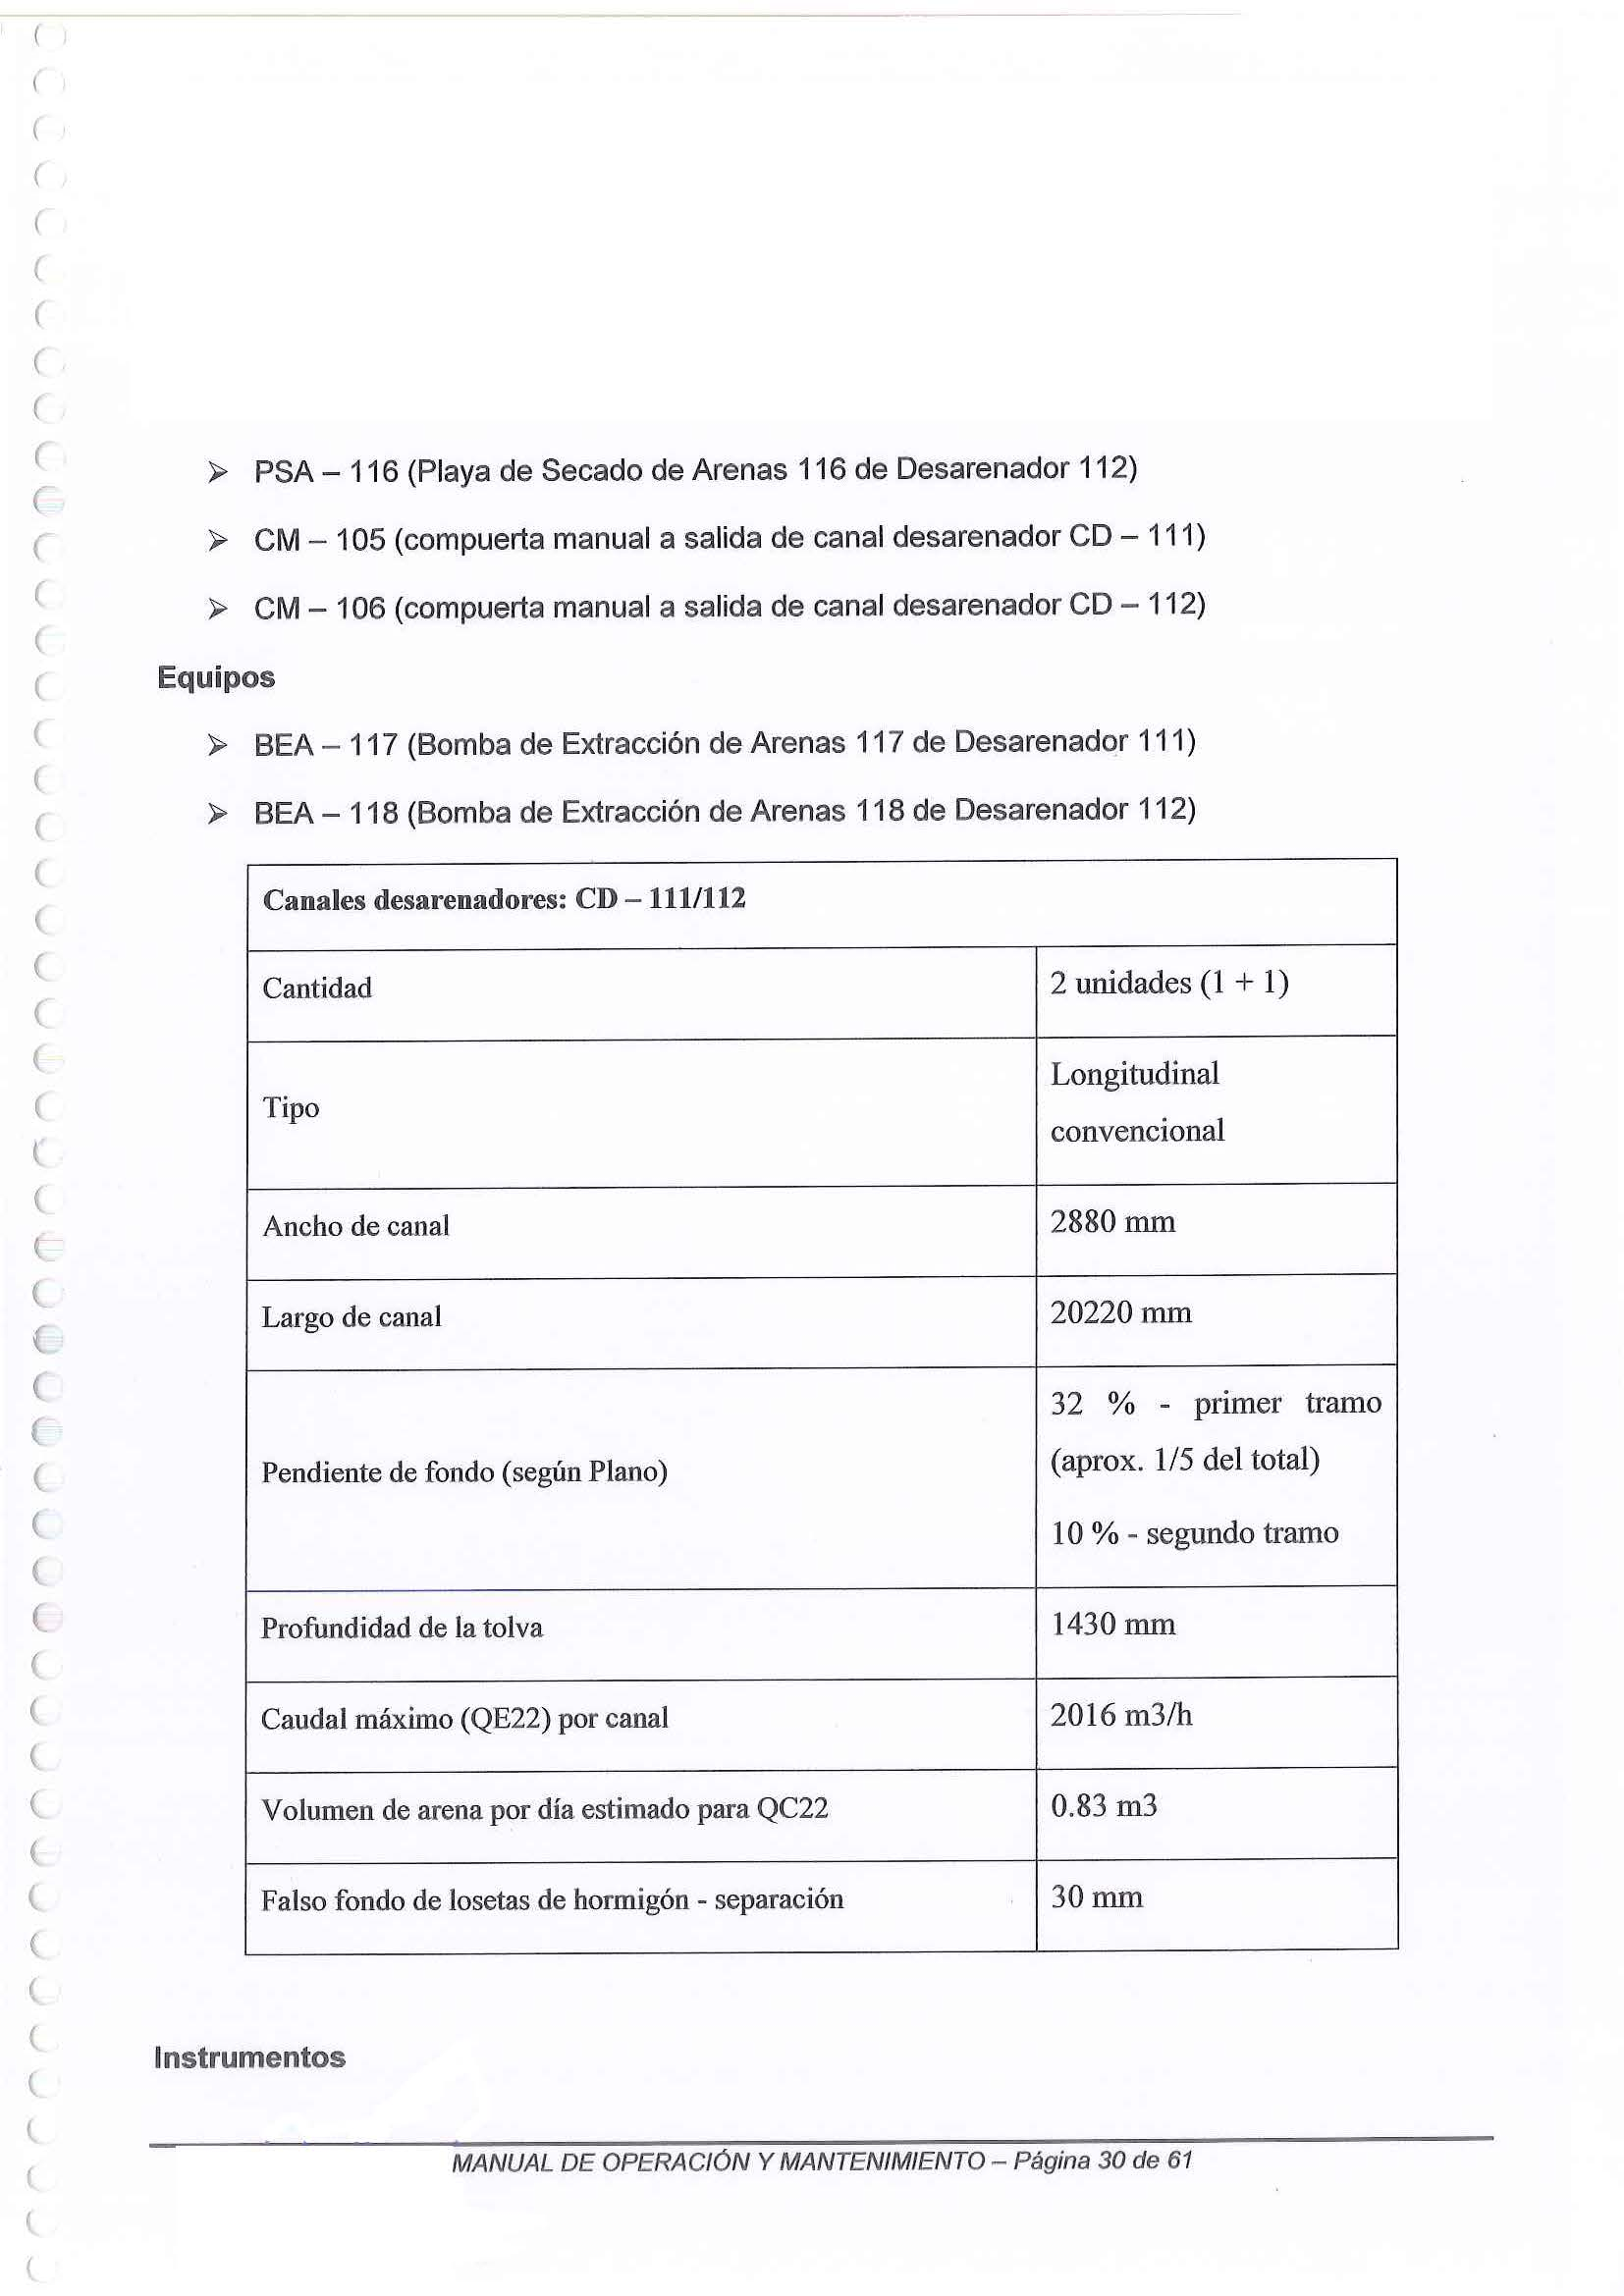 ➢ PSA – 116 (Playa de Secado de Arenas 116 de Desarenador 112)
➢ CM – 105 (compuerta manual a salida de canal desarenador CD – 111)
➢ CM – 106 (compuerta manual a salida de canal desarenador CD – 112)
Equipos
➢ BEA – 117 (Bomba de Extracción de Arenas 117 de Desarenador 111)
➢ BEA – 118 (Bomba de Extracción de Arenas 118 de Desarenador 112)
Canales desarenadores: CD – 111/112
Cantidad
2 unidades (1 + 1)
Tipo
Longitudinal
convencional
Ancho de canal
2880 mm
Largo de canal
20220 mm
Pendiente de fondo (según Plano)
32 % - primer tramo
(aprox. 1/5 del total)
10 % - segundo tramo
Profundidad de la tolva
1430 mm
Caudal máximo (QE22) por canal
2016 m3/h
Volumen de arena por día estimado para QC22
0.83 m3
Falso fondo de losetas de hormigón - separación
30 mm
Instrumentos
MANUAL DE OPERACIÓN Y MANTENIMIENTO – Página 30 de 61